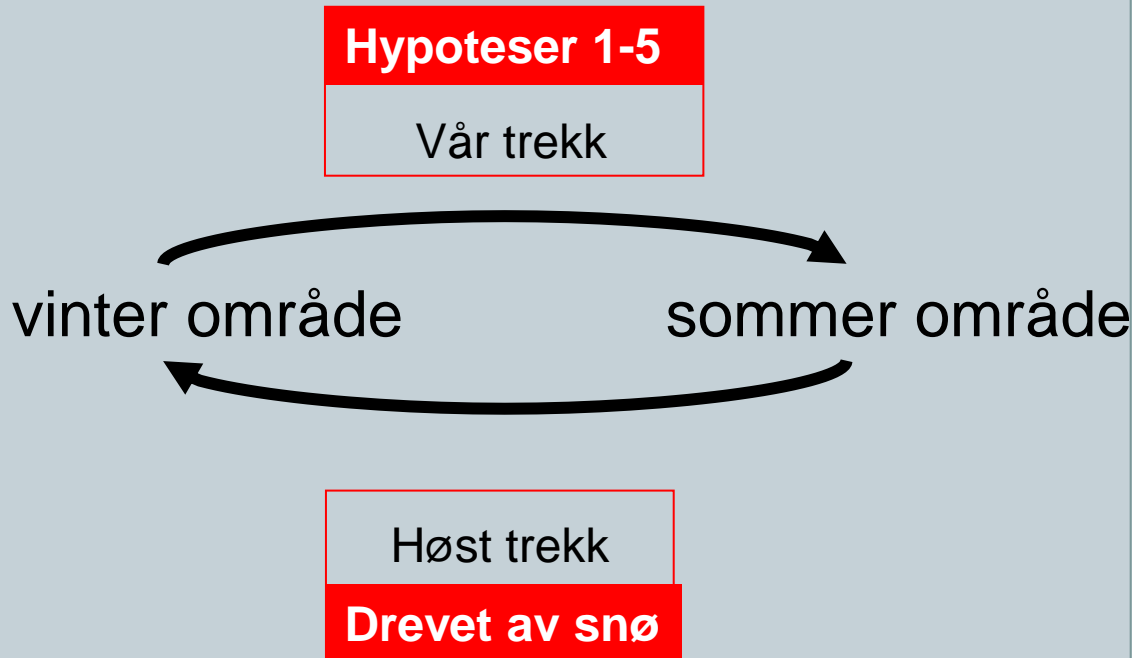 Hypoteser 1-5
Vår trekk
vinter område
sommer område
Høst trekk
Drevet av snø